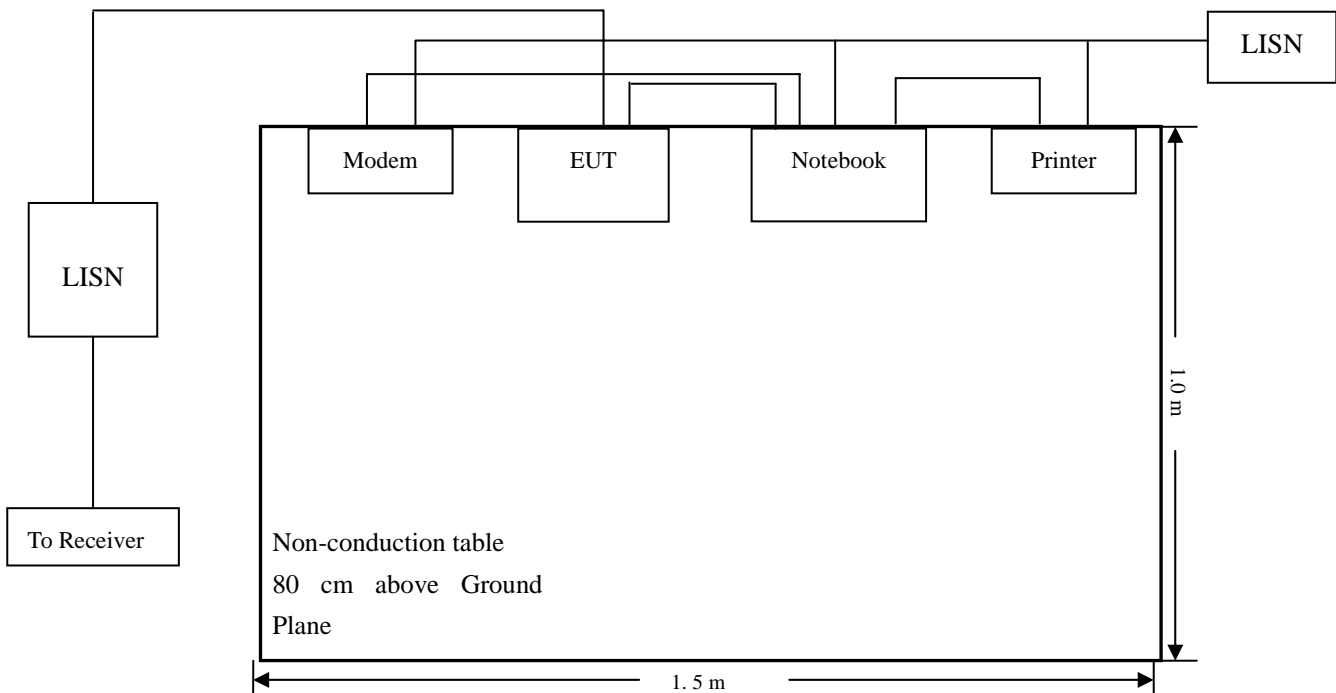 LISN
Modem
EUT
Notebook
Printer
LISN
1.0 m
To Receiver
Non-conduction table
80 cm above Ground
Plane
1. 5 m